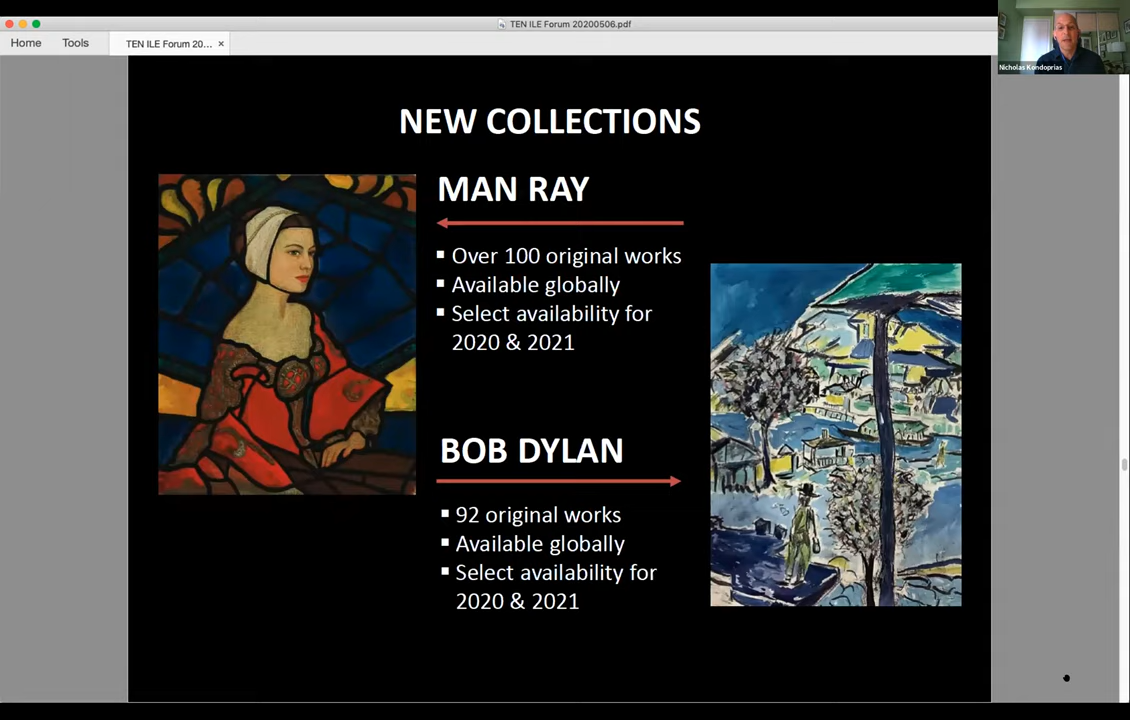 TEN ILE Forum 20200506.pdf
Home
Tools
TEN ILE Forum 20... ×
Nicholas Kondoprias
NEW COLLECTIONS
MAN RAY
▪ Over 100 original works
▪ Available globally
▪ Select availability for
2020 & 2021
BOB DYLAN
▪ 92 original works
▪ Available globally
▪ Select availability for
2020 & 2021